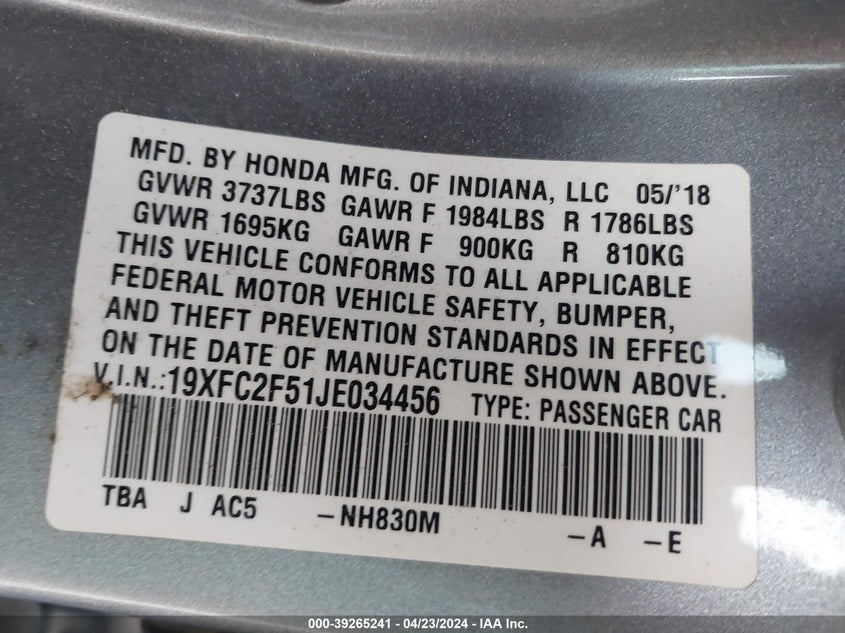 MFD. BY HONDA MFG. OF INDIANA, LLC 05/'18
GVWR 3737LBS GAWR F 1984LBS R 1786LBS
GVWR 1695KG GAWR F 900KG R 810KG
THIS VEHICLE CONFORMS TO ALL APPLICABLE
FEDERAL MOTOR VEHICLE SAFETY, BUMPER,
AND THEFT PREVENTION STANDARDS IN EFFECT
ON THE DATE OF MANUFACTURE SHOWN ABOVE.
V.I.N.:19XFC2F51JE034456 TYPE: PASSENGER CAR
TBA J AC5 -NH830M -A -E
000-39265241 - 04/23/2024 - IAA Inc.